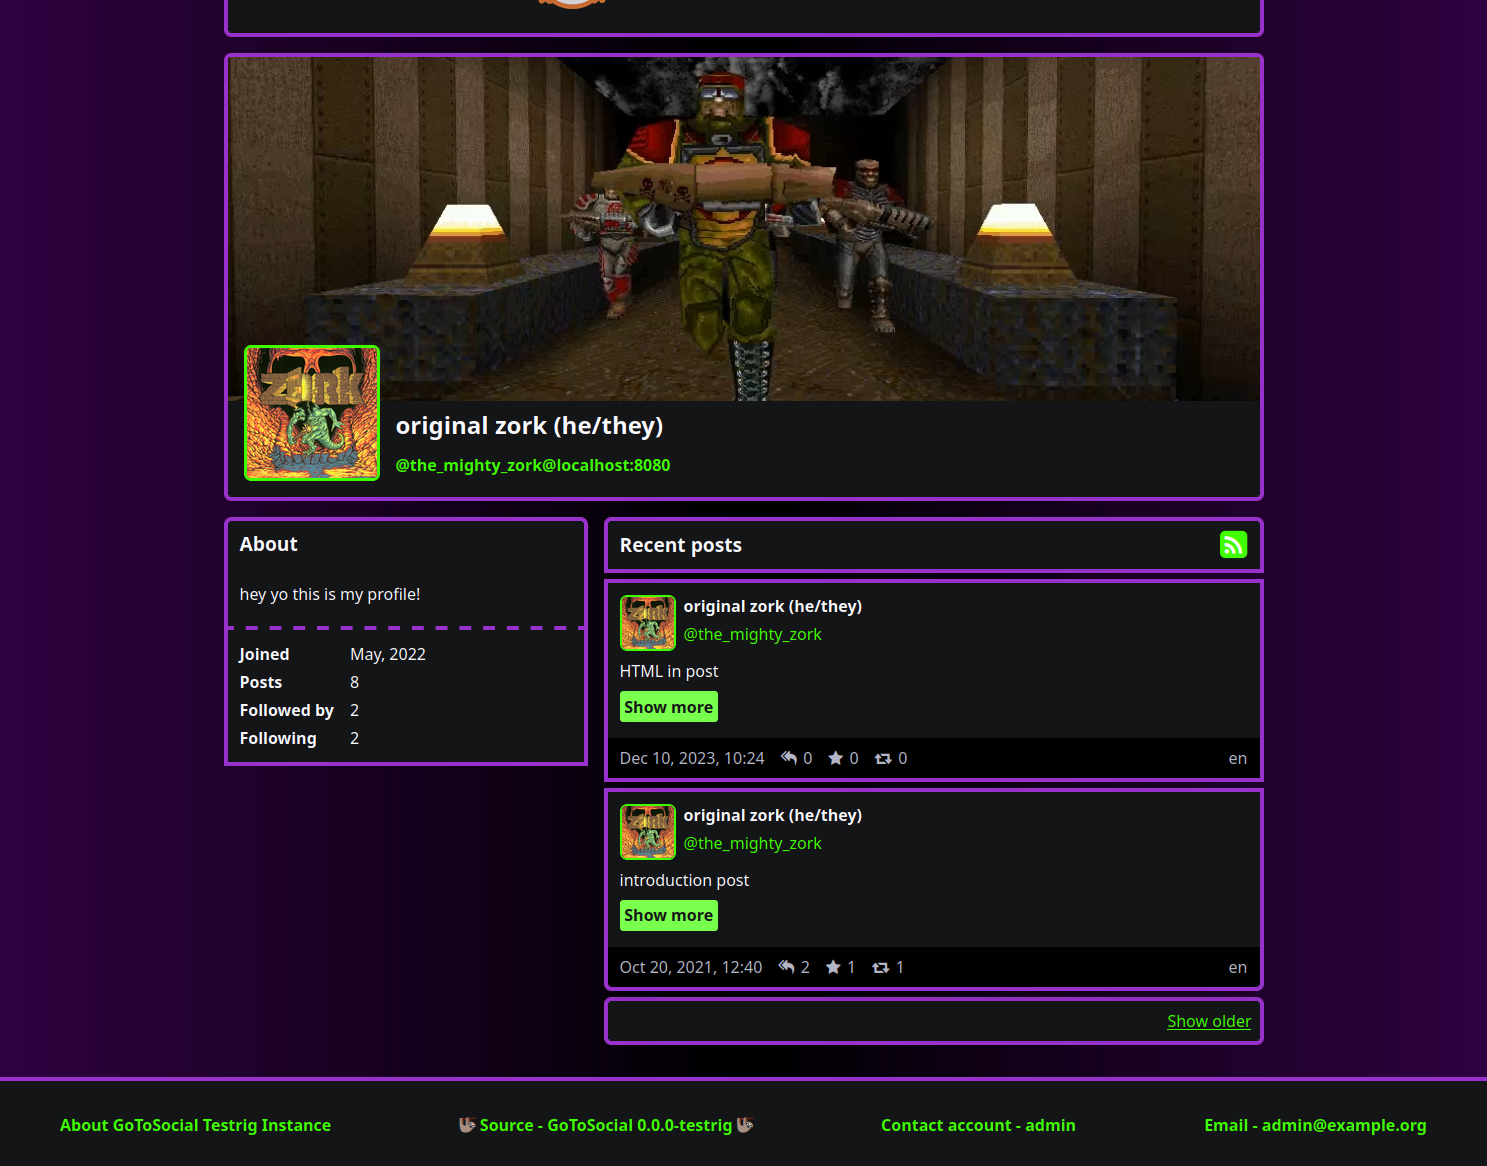 zork
original zork (he/they)
@the_mighty_zork@localhost:8080
About
hey yo this is my profile!
Joined May, 2022
Posts 8
Followed by 2
Following 2
Recent posts
zork
original zork (he/they)
@the_mighty_zork
HTML in post
Show more
Dec 10, 2023, 10:24 0 0 0 en
zork
original zork (he/they)
@the_mighty_zork
introduction post
Show more
Oct 20, 2021, 12:40 2 1 1 en
Show older
About GoToSocial Testrig Instance
Source - GoToSocial 0.0.0-testrig
Contact account - admin
Email - admin@example.org